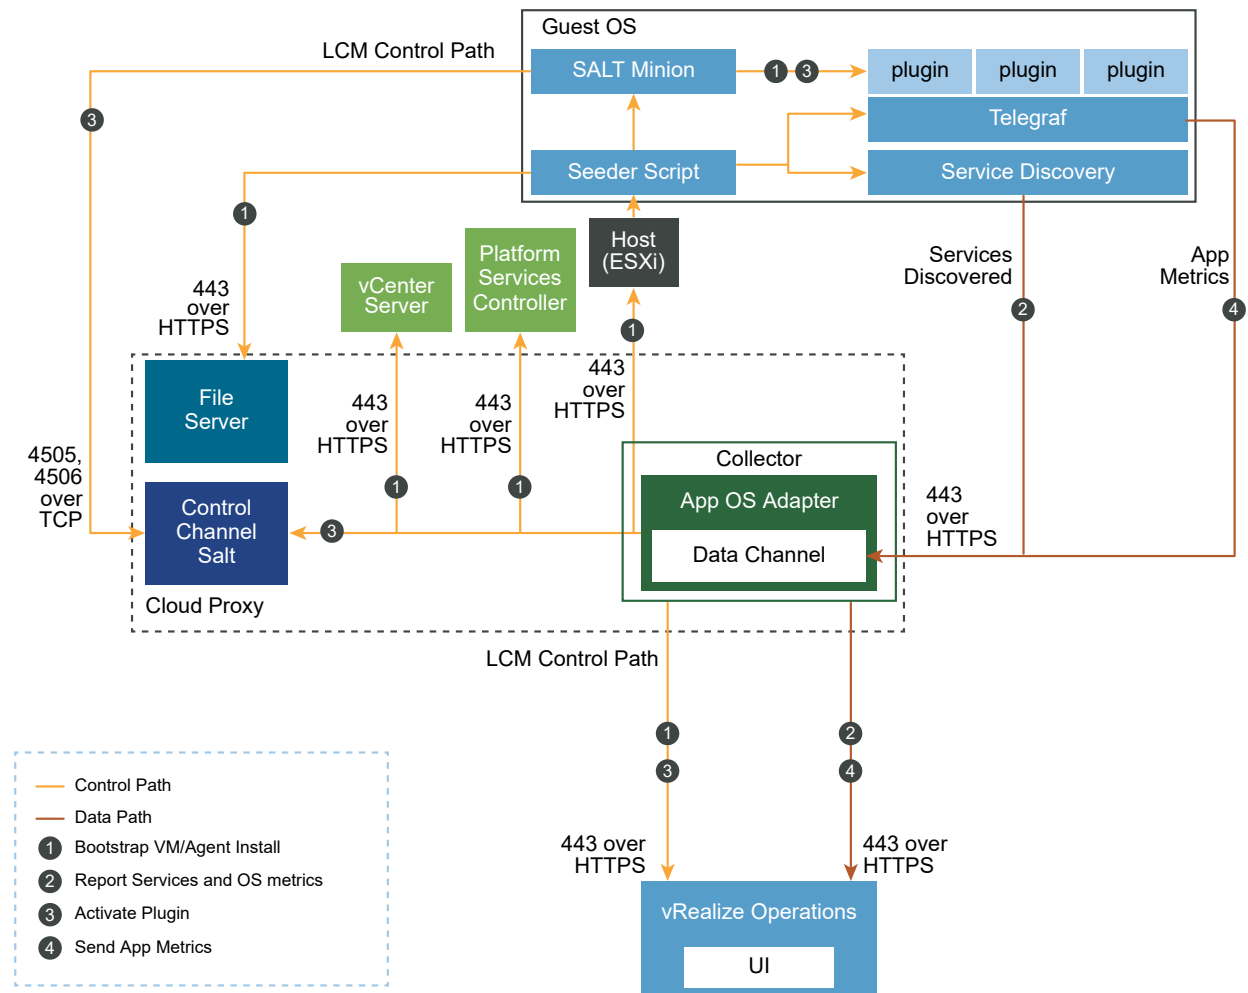 Guest OS
LCM Control Path
SALT Minion
1
3
plugin
plugin
plugin
3
Telegraf
Seeder Script
Service Discovery
1
Host
(ESXi)
Platform
Services
Controller
vCenter
Server
Services
Discovered
App
Metrics
443
over
HTTPS
1
2
4
File
Server
443
over
HTTPS
443
over
HTTPS
443
over
HTTPS
4505,
4506
over
TCP
Collector
1
1
App OS Adapter
443
over
HTTPS
Control
Channel
Salt
3
Data Channel
Cloud Proxy
LCM Control Path
1
2
3
4
Control Path
Data Path
1 Bootstrap VM/Agent Install
2 Report Services and OS metrics
3 Activate Plugin
4 Send App Metrics
443 over
HTTPS
443 over
HTTPS
vRealize Operations
UI